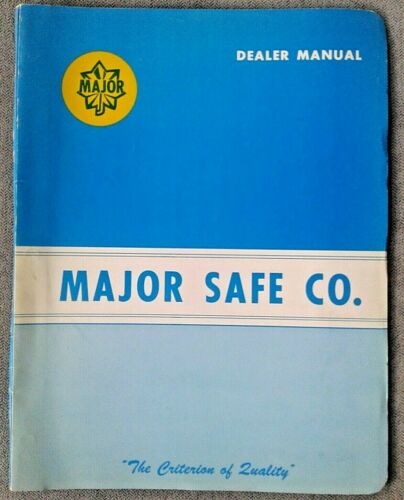 DEALER MANUAL
MAJOR
MAJOR SAFE CO.
"The Criterion of Quality"